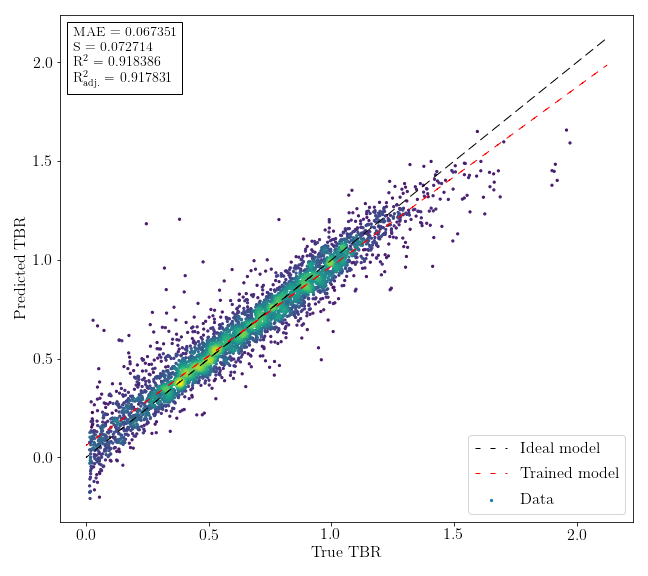 MAE = 0.067351
S = 0.072714
R² = 0.918386
R²adj. = 0.917831
2.0
1.5
1.0
0.5
0.0
Predicted TBR
Ideal model
Trained model
Data
0.0 0.5 1.0 1.5 2.0
True TBR